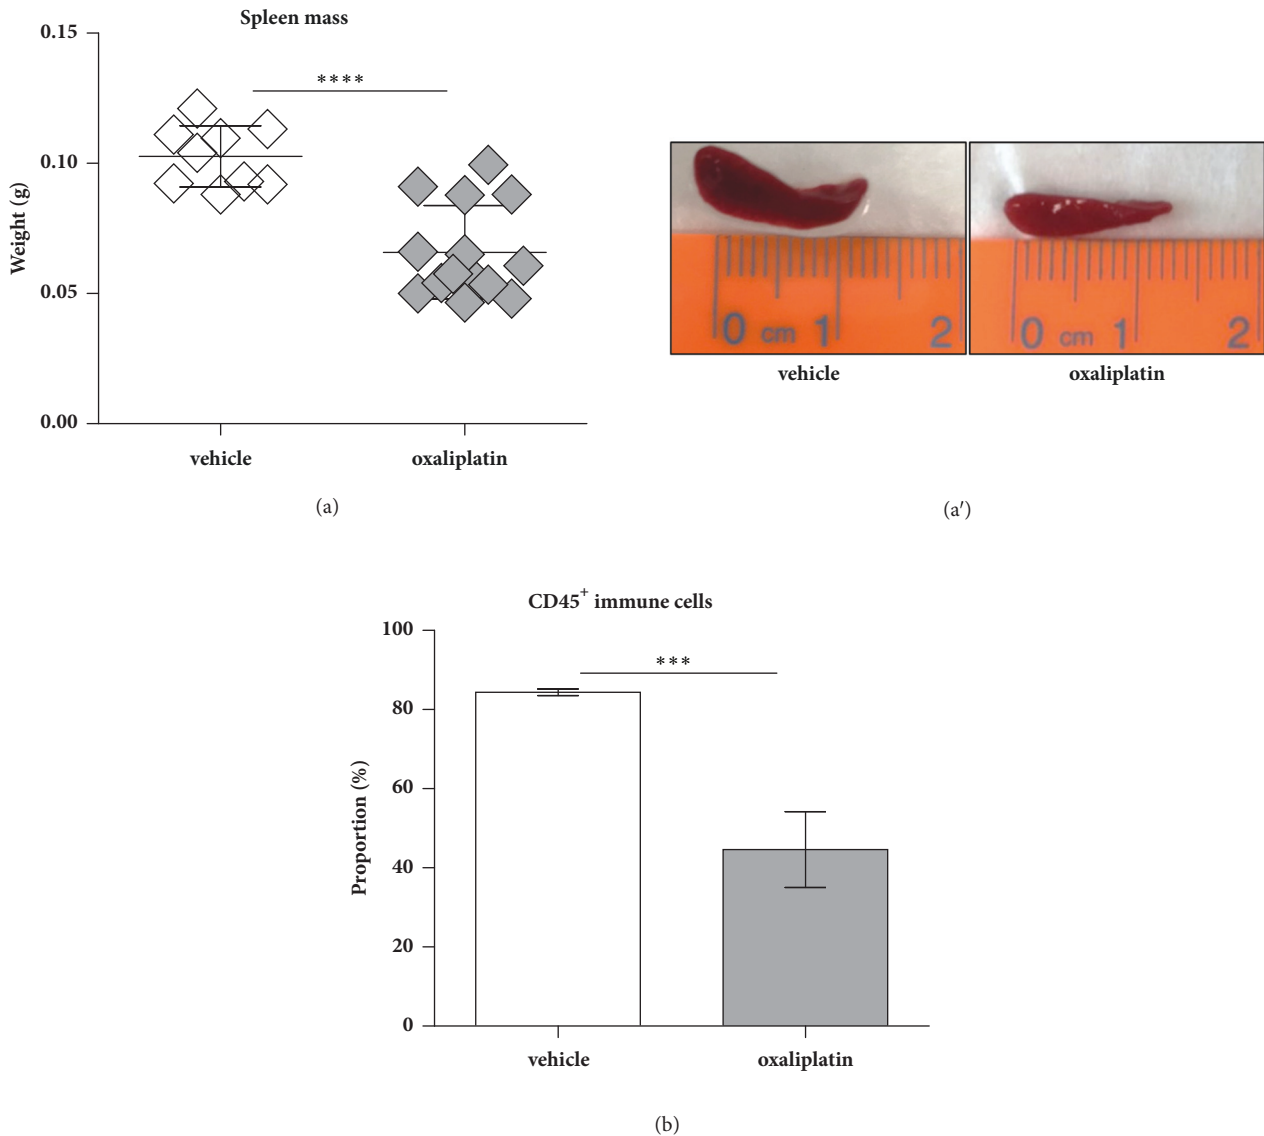 Spleen mass
0.15
0.10
0.05
0.00
Weight (g)
****
vehicle
oxaliplatin
(a)
0 cm 1 2
0 cm 1 2
vehicle
oxaliplatin
(a′)
CD45⁺ immune cells
100
80
60
40
20
0
Proportion (%)
***
vehicle
oxaliplatin
(b)